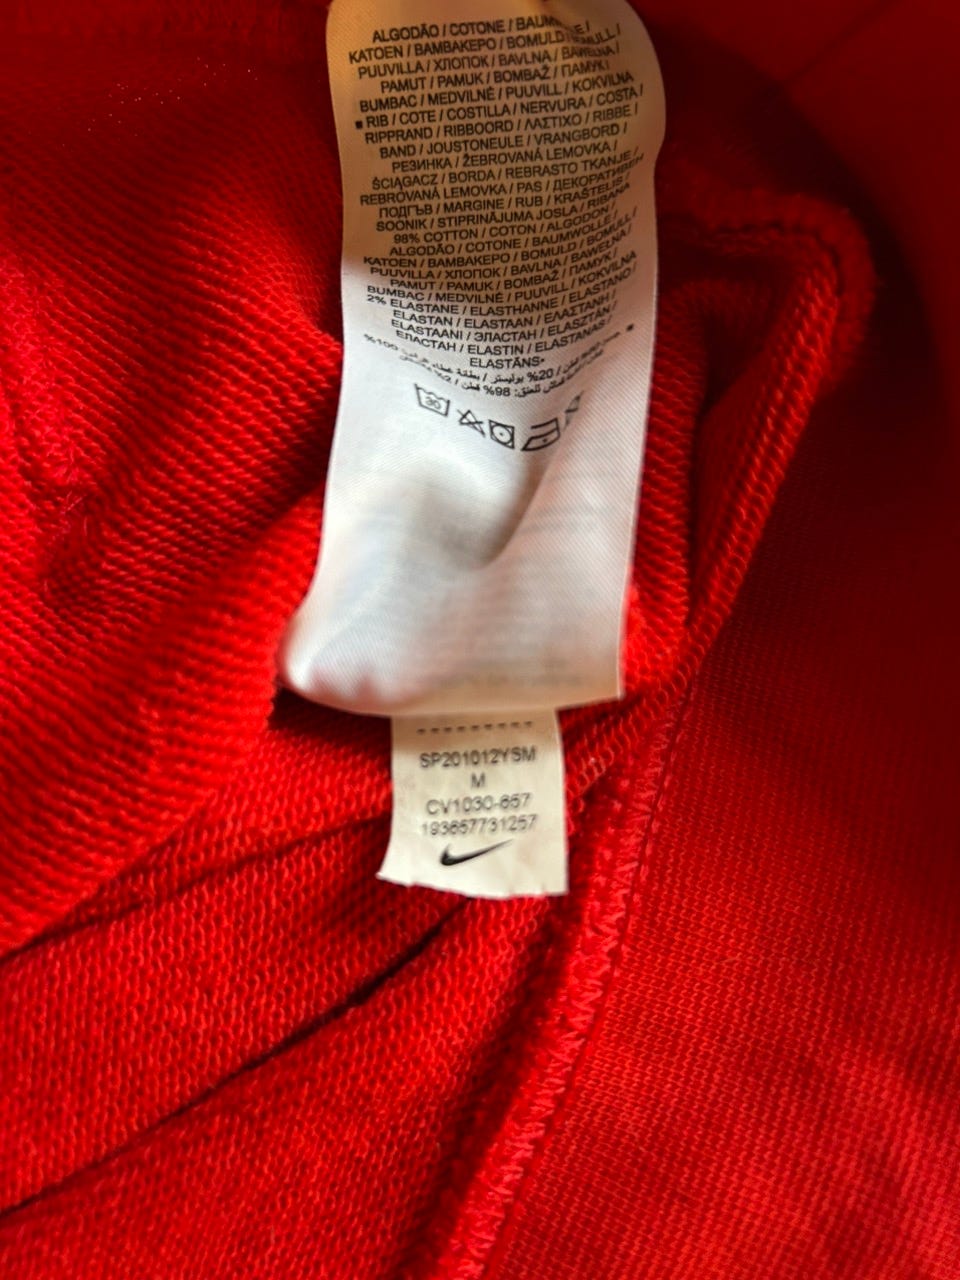 ALGODÃO / COTONE /
KATOEN / BAMBAKEPO / BOMULD /
PUUVILLA / ХЛОПОК / BAVLNA / BAWEŁNA /
PAMUT / PAMUK / BOMBAŽ / ПАМУК /
BUMBAC / MEDVILNĖ / PUUVILL / KOKVILNA
▪ RIB / COTE / COSTILLA / NERVURA / COSTA /
RIPPRAND / RIBBOORD / ΛΑΣΤΙΧΟ / RIBBE /
BAND / JOUSTONEULE / VRANGBORD /
РЕЗИНКА / ŽEBROVANÁ LEMOVKA /
ŚCIĄGACZ / BORDA / REBRASTO TKANJE /
REBROVANÁ LEMOVKA / PAS / ДЕКОРАТИВЕН
ПОДГЪВ / MARGINE / RUB / KRAŠTELIS /
SOONIK / STIPRINĀJUMA JOSLA / RIBANA
98% COTTON / COTON / ALGODON /
ALGODÃO / COTONE / BAUMWOLLE /
KATOEN / BAMBAKEPO / BOMULD / BOMULL /
PUUVILLA / ХЛОПОК / BAVLNA / BAWEŁNA /
PAMUT / PAMUK / BOMBAŽ / ПАМУК /
BUMBAC / MEDVILNĖ / PUUVILL / KOKVILNA
2% ELASTANE / ELASTHANNE / ELASTANO /
ELASTAN / ELASTAAN / ΕΛΑΣΤΑΝΗ /
ELASTAANI / ЭЛАСТАН / ELASZTÁN /
ЕЛАСТАН / ELASTIN / ELASTANAS /
ELASTĀNS▪
30
SP201012YSM
M
CV1030-657
193657731257